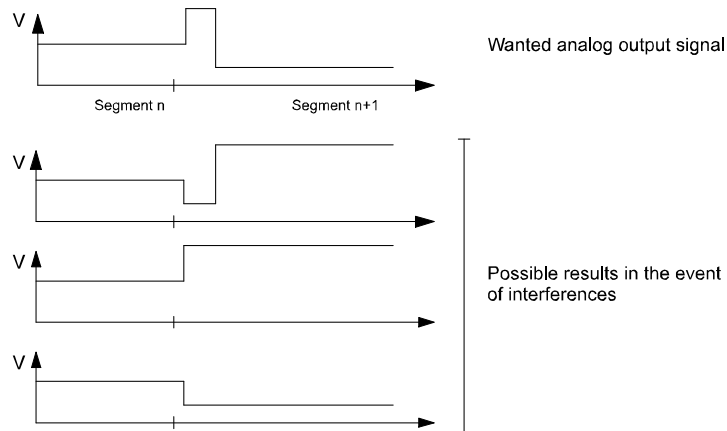 V
Wanted analog output signal
Segment n
Segment n+1
V
V
Possible results in the event
of interferences
V